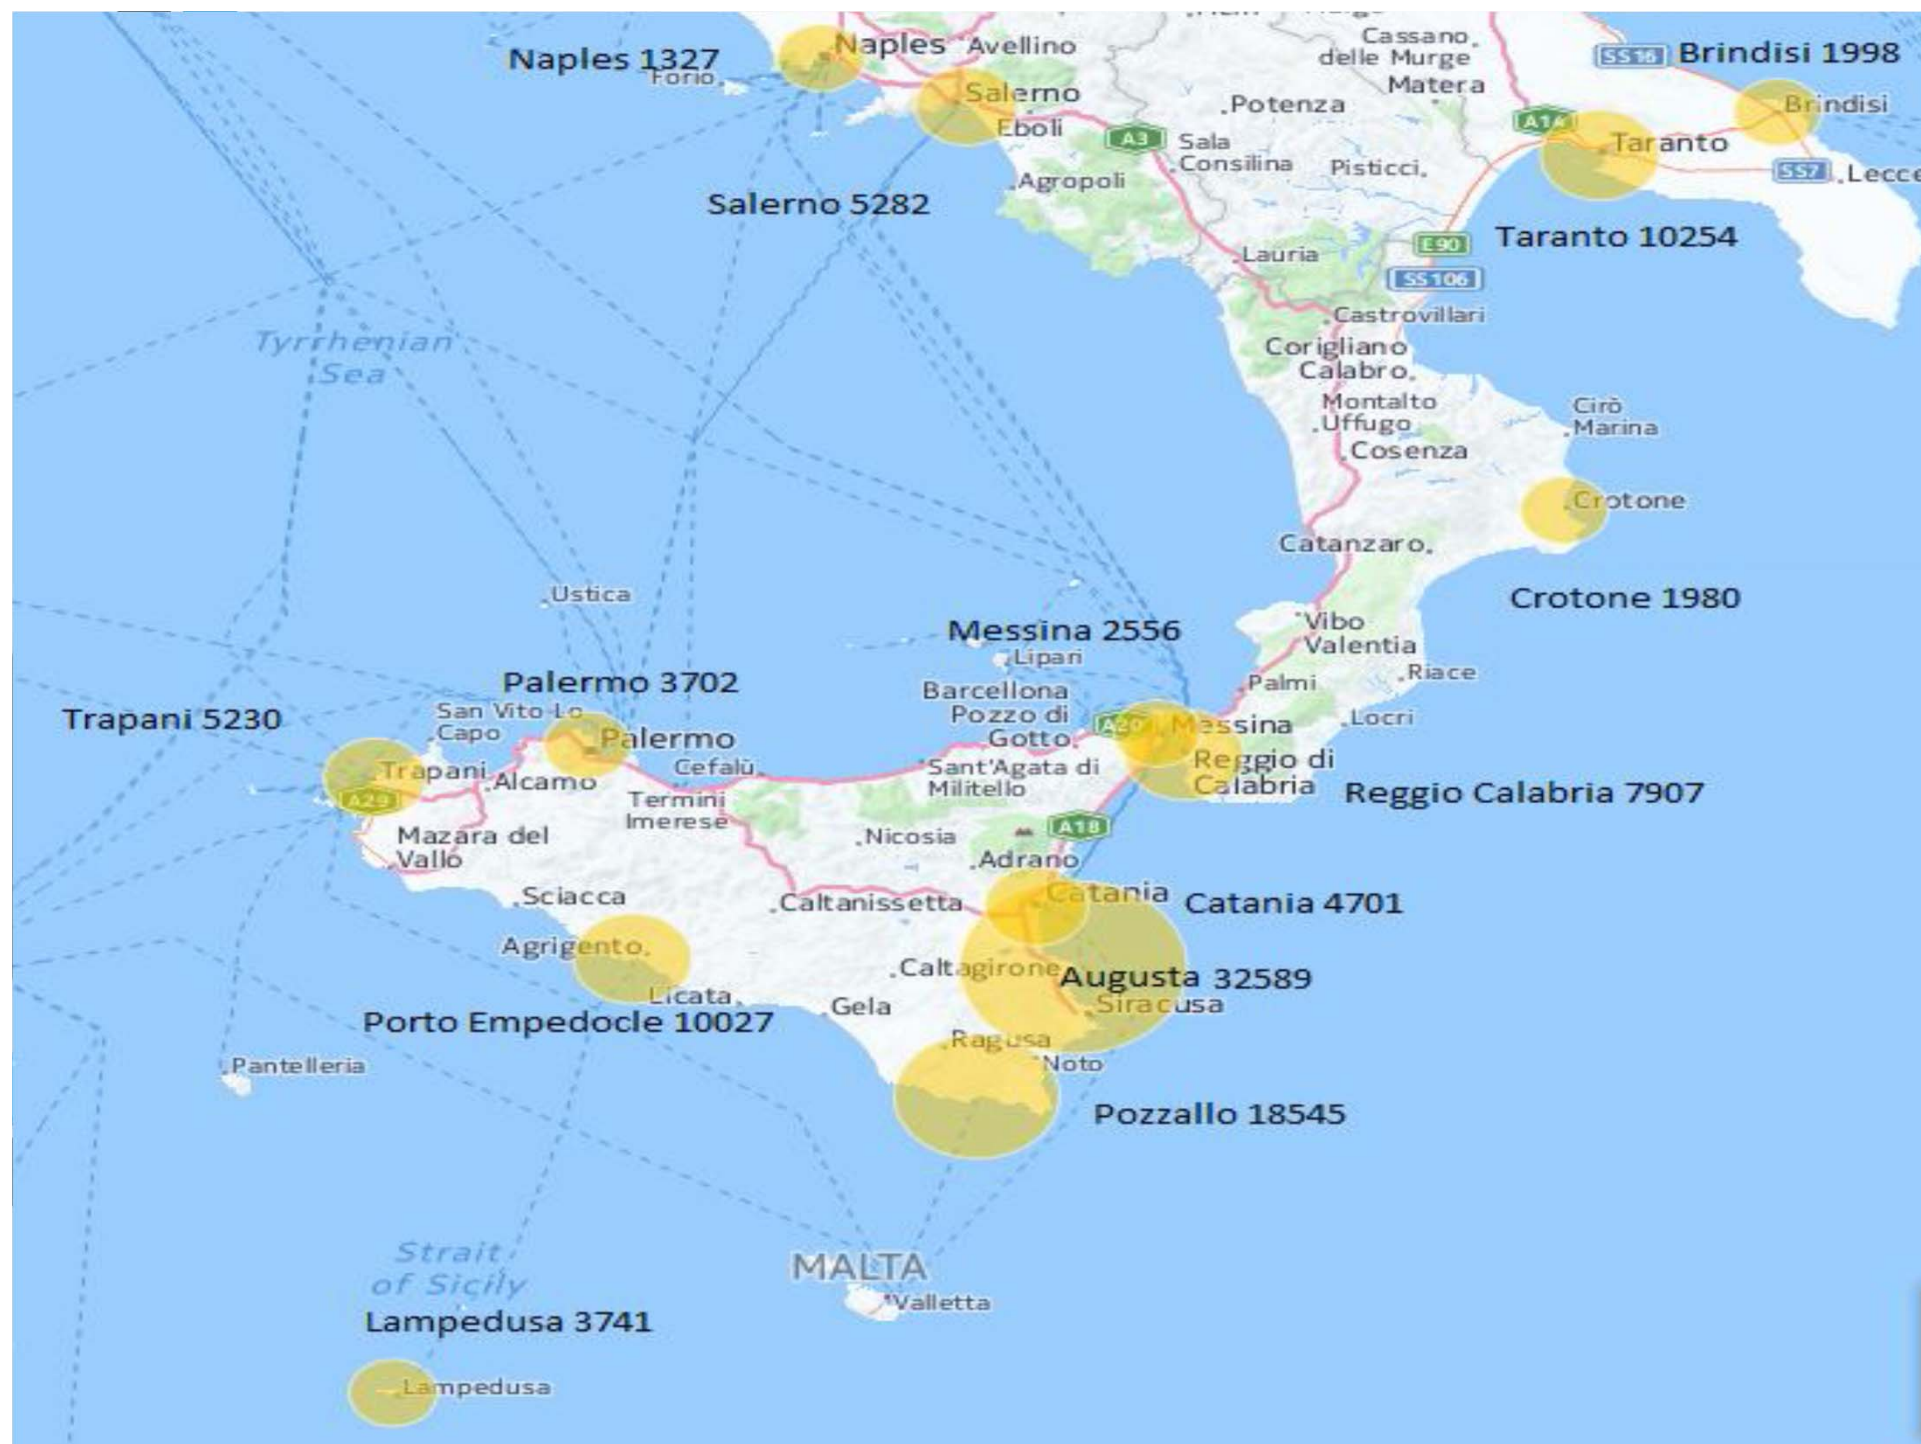 Naples 1327
Naples
Avellino
Forio
Salerno
Eboli
Salerno 5282
Agropoli
A3
Sala
Consilina
Potenza
Cassano
delle Murge
Matera
Pisticci
SS16
Brindisi 1998
Brindisi
A14
Taranto
SS7
Lecce
Taranto 10254
E90
SS106
Lauria
Castrovillari
Corigliano
Calabro
Montalto
Uffugo
Cosenza
Cirò
Marina
Crotone
Catanzaro
Crotone 1980
Tyrrhenian
Sea
Ustica
Messina 2556
Lipari
Vibo
Valentia
Riace
Palmi
Locri
Palermo 3702
Trapani 5230
San Vito Lo
Capo
Palermo
Trapani
Alcamo
A29
Cefalù
Termini
Imerese
Barcellona
Pozzo di
Gotto
A20
Messina
Reggio di
Calabria
Reggio Calabria 7907
Sant'Agata di
Militello
A18
Nicosia
Adrano
Mazara del
Vallo
Sciacca
Caltanissetta
Catania
Catania 4701
Agrigento
Caltagirone
Augusta 32589
Licata
Gela
Siracusa
Porto Empedocle 10027
Ragusa
Noto
Pantelleria
Pozzallo 18545
Strait
of Sicily
MALTA
Valletta
Lampedusa 3741
Lampedusa